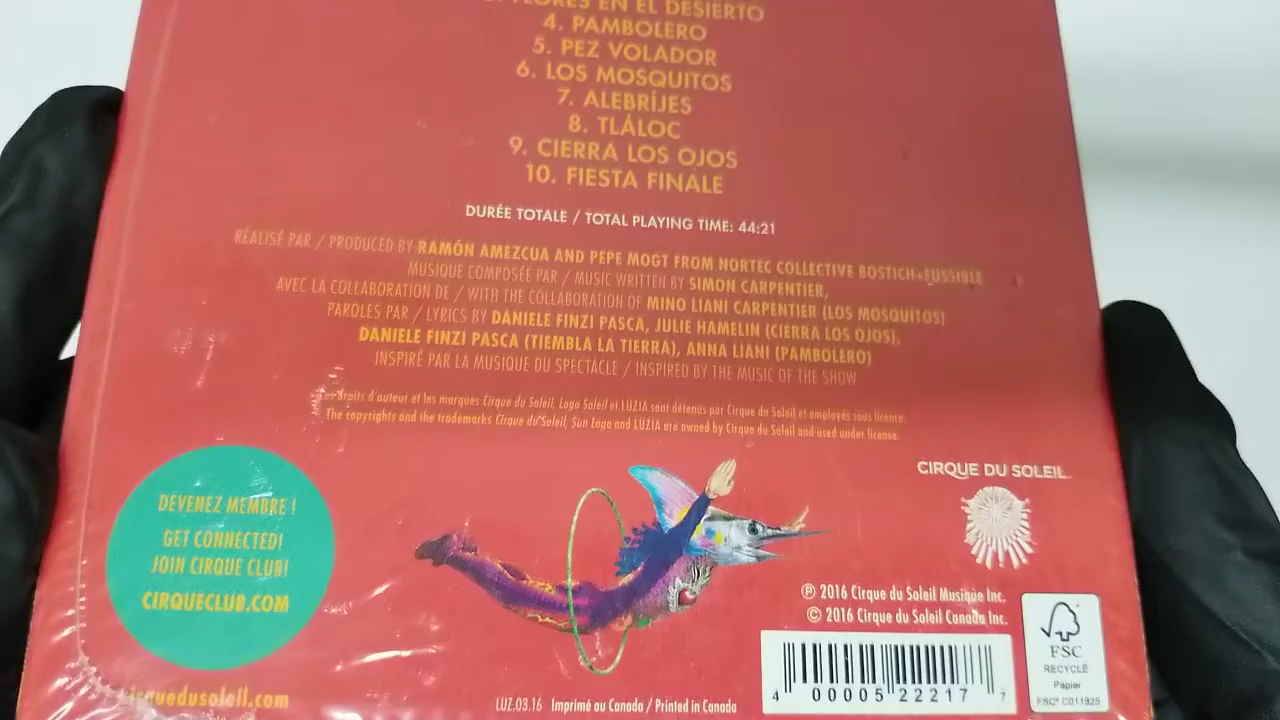 FLORES EN EL DESIERTO
4. PAMBOLERO
5. PEZ VOLADOR
6. LOS MOSQUITOS
7. ALEBRÍJES
8. TLÁLOC
9. CIERRA LOS OJOS
10. FIESTA FINALE
DURÉE TOTALE / TOTAL PLAYING TIME: 44:21
RÉALISÉ PAR / PRODUCED BY RAMÓN AMEZCUA AND PEPE MOGT FROM NORTEC COLLECTIVE BOSTICH+FUSSIBLE
MUSIQUE COMPOSÉE PAR / MUSIC WRITTEN BY SIMON CARPENTIER,
AVEC LA COLLABORATION DE / WITH THE COLLABORATION OF MINO LIANI CARPENTIER (LOS MOSQUITOS)
PAROLES PAR / LYRICS BY DANIELE FINZI PASCA, JULIE HAMELIN (CIERRA LOS OJOS),
DANIELE FINZI PASCA (TIEMBLA LA TIERRA), ANNA LIANI (PAMBOLERO)
INSPIRÉ PAR LA MUSIQUE DU SPECTACLE / INSPIRED BY THE MUSIC OF THE SHOW
Les droits d'auteur et les marques Cirque du Soleil, Logo Soleil et LUZIA sont détenus par Cirque du Soleil et employés sous licence.
The copyrights and the trademarks Cirque du Soleil, Sun Logo and LUZIA are owned by Cirque du Soleil and used under license.
DEVENEZ MEMBRE !
GET CONNECTED!
JOIN CIRQUE CLUB!
CIRQUECLUB.COM
cirquedusoleil.com
CIRQUE DU SOLEIL
℗ 2016 Cirque du Soleil Musique Inc.
© 2016 Cirque du Soleil Canada Inc.
LUZ.03.16 Imprimé au Canada / Printed in Canada
4 00005 22217 7
FSC
RECYCLÉ
Papier
FSC® C011825